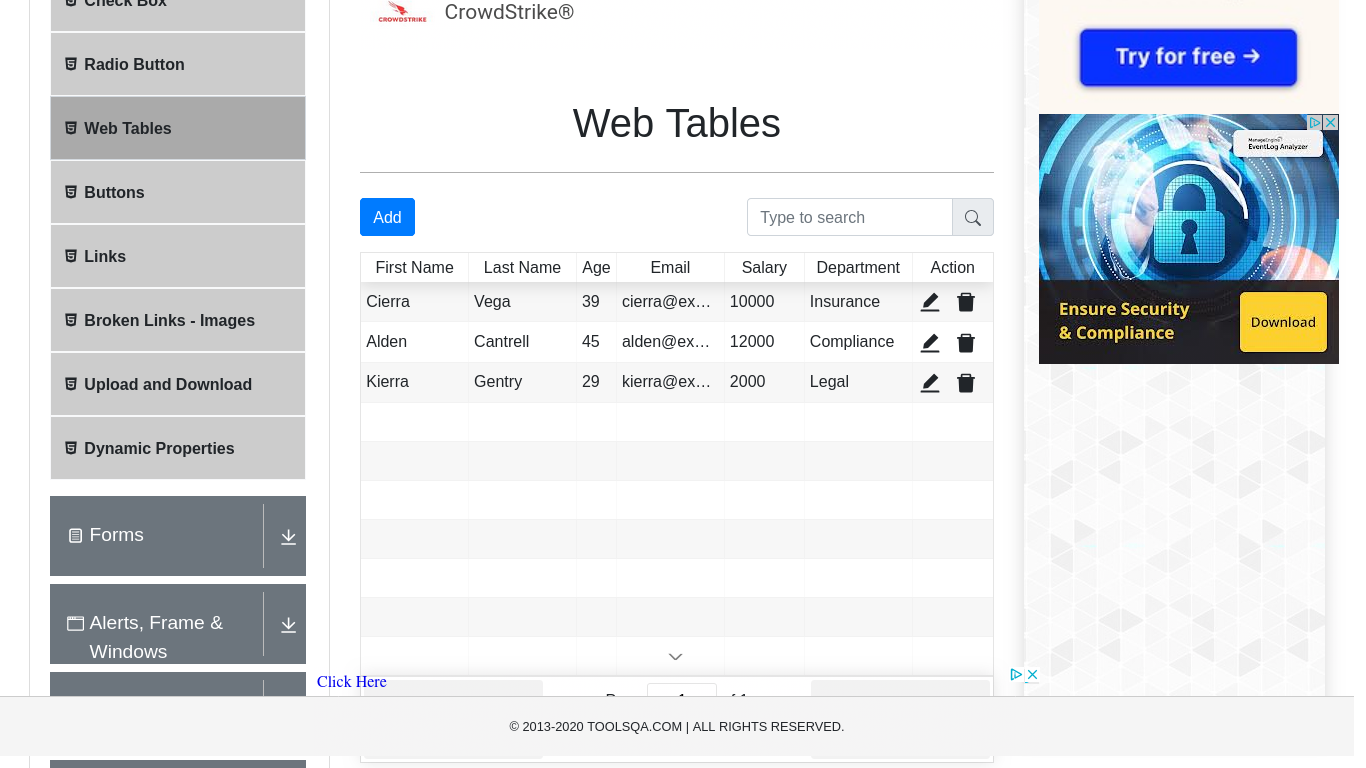 Check Box
CROWDSTRIKE
CrowdStrike®
Radio Button
Web Tables
Buttons
Links
Broken Links - Images
Upload and Download
Dynamic Properties
Forms
Alerts, Frame &
Windows
Web Tables
Add
Type to search
First Name Last Name Age Email Salary Department Action
Cierra Vega 39 cierra@ex… 10000 Insurance
Alden Cantrell 45 alden@ex… 12000 Compliance
Kierra Gentry 29 kierra@ex… 2000 Legal
Click Here
of 1
Try for free →
ManageEngine
EventLog Analyzer
Ensure Security
& Compliance
Download
© 2013-2020 TOOLSQA.COM | ALL RIGHTS RESERVED.